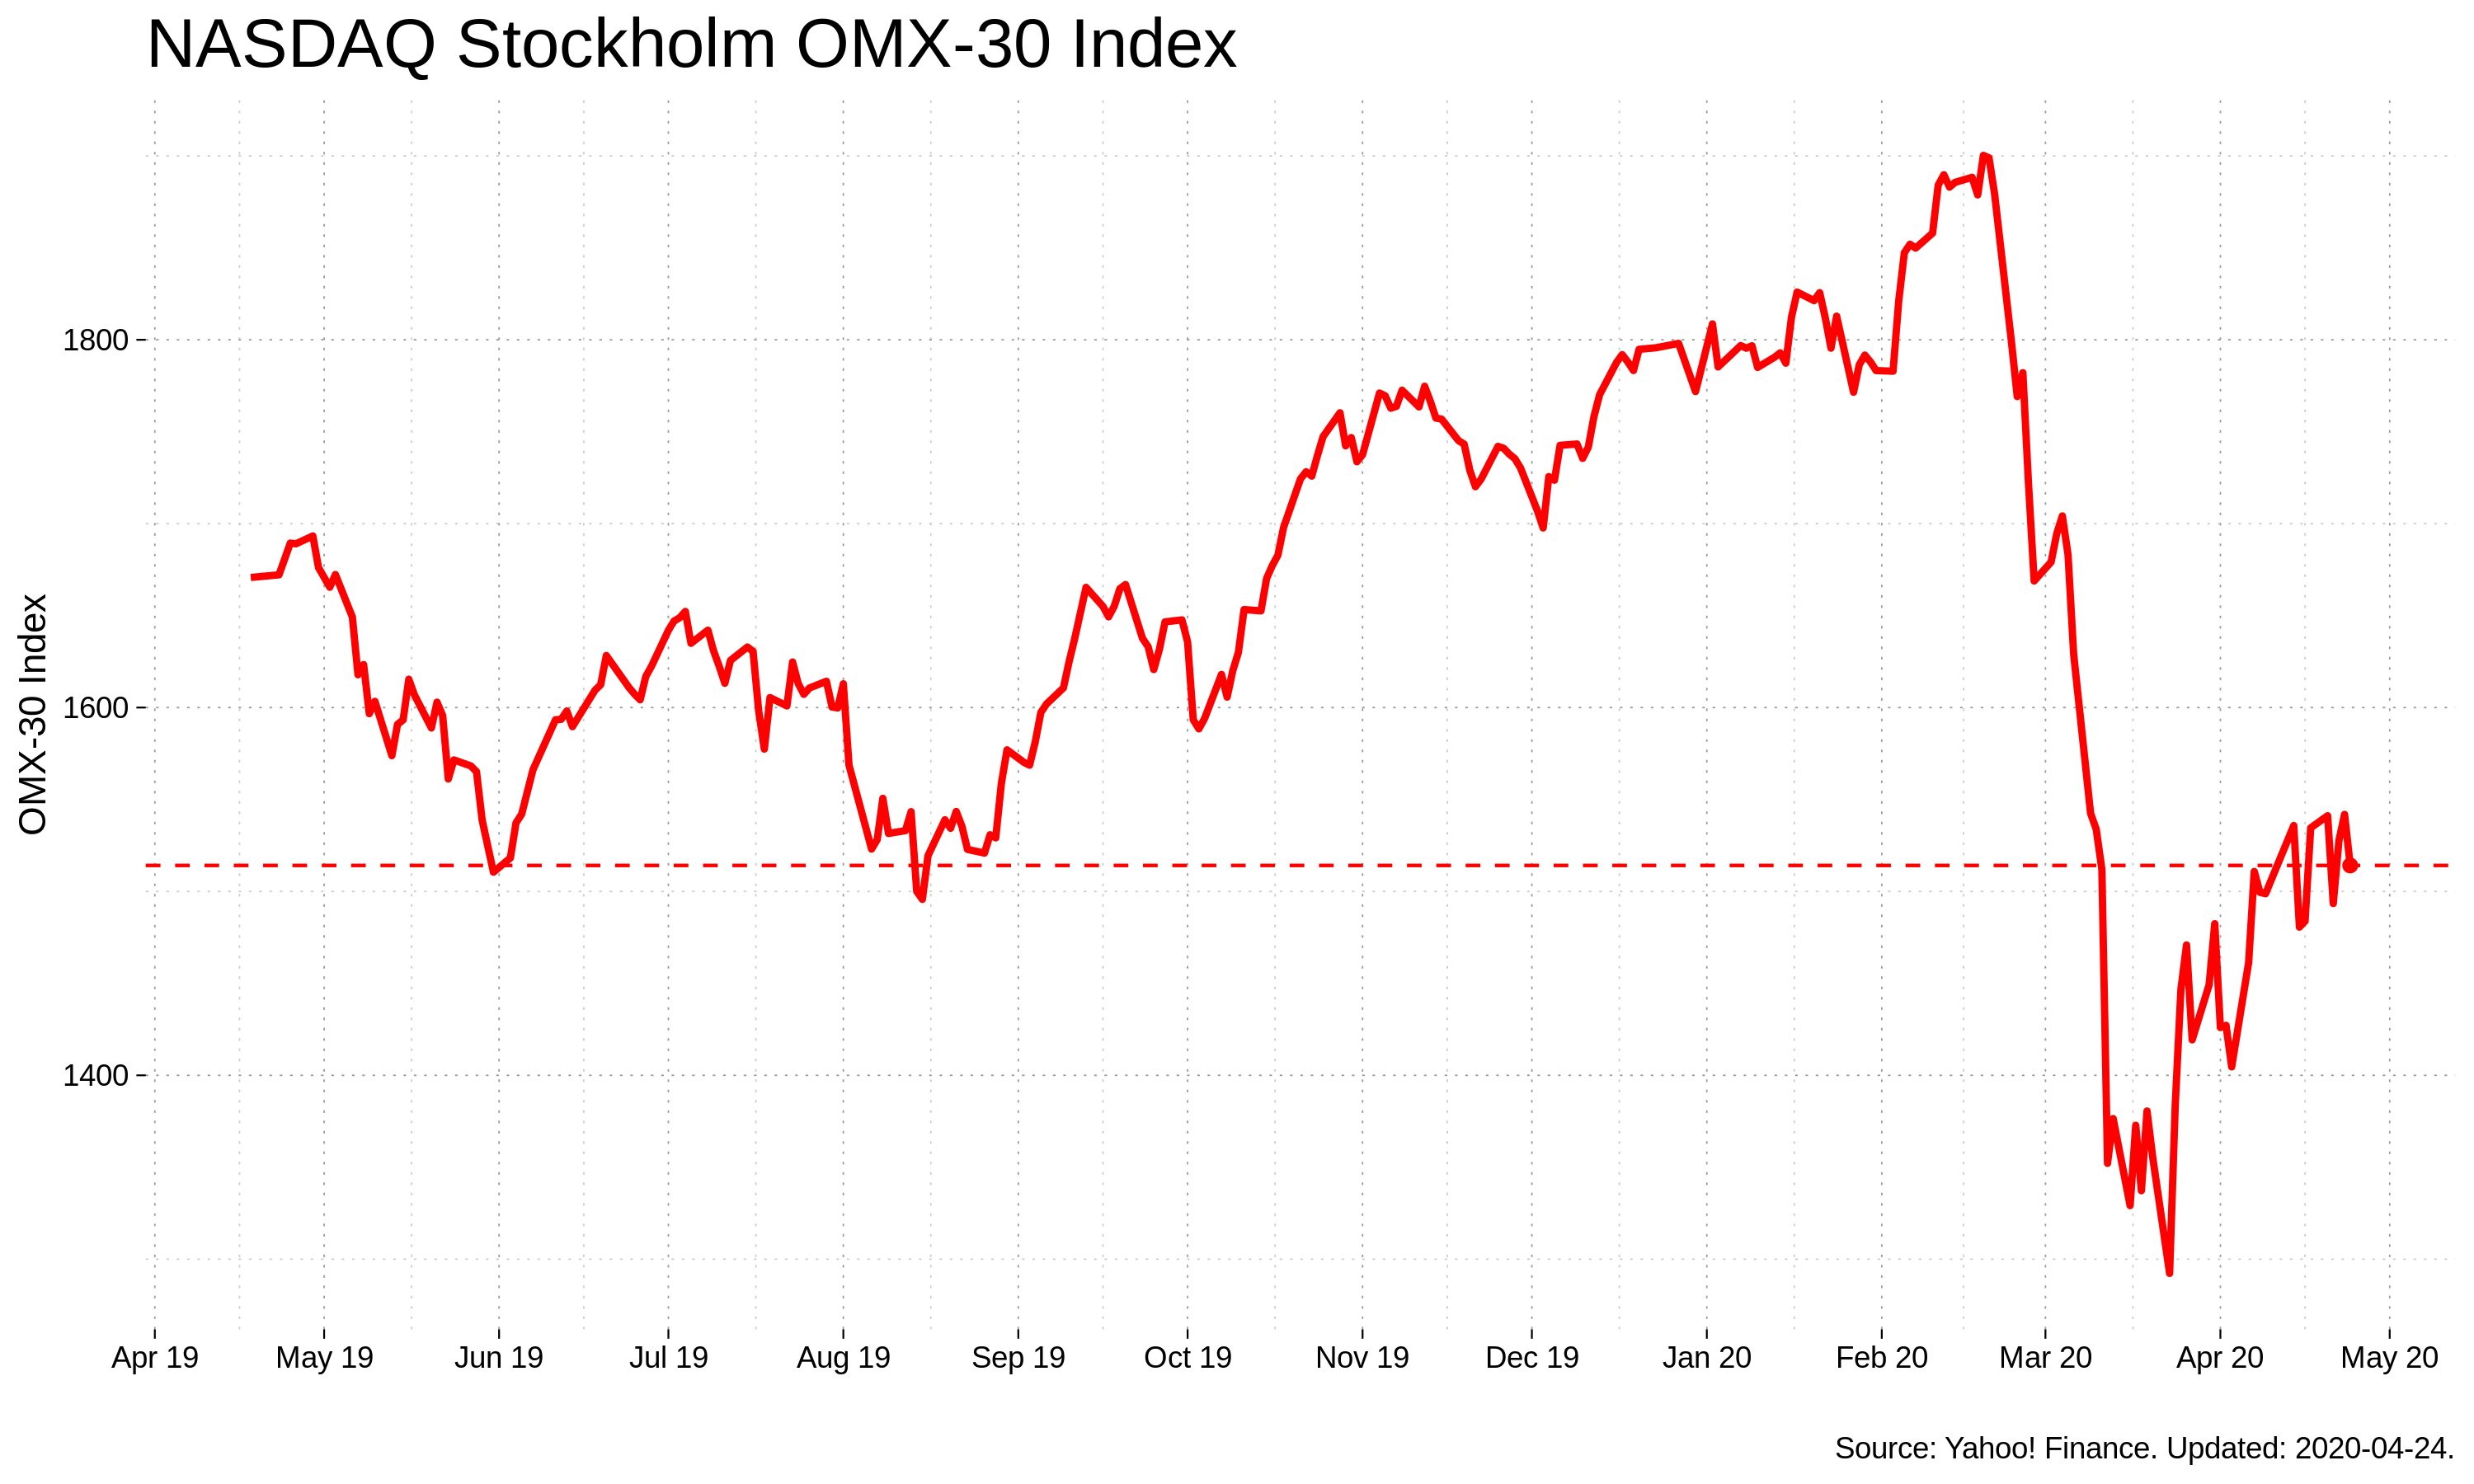 NASDAQ Stockholm OMX-30 Index
OMX-30 Index
1800
1600
1400
Apr 19 May 19 Jun 19 Jul 19 Aug 19 Sep 19 Oct 19 Nov 19 Dec 19 Jan 20 Feb 20 Mar 20 Apr 20 May 20
Source: Yahoo! Finance. Updated: 2020-04-24.